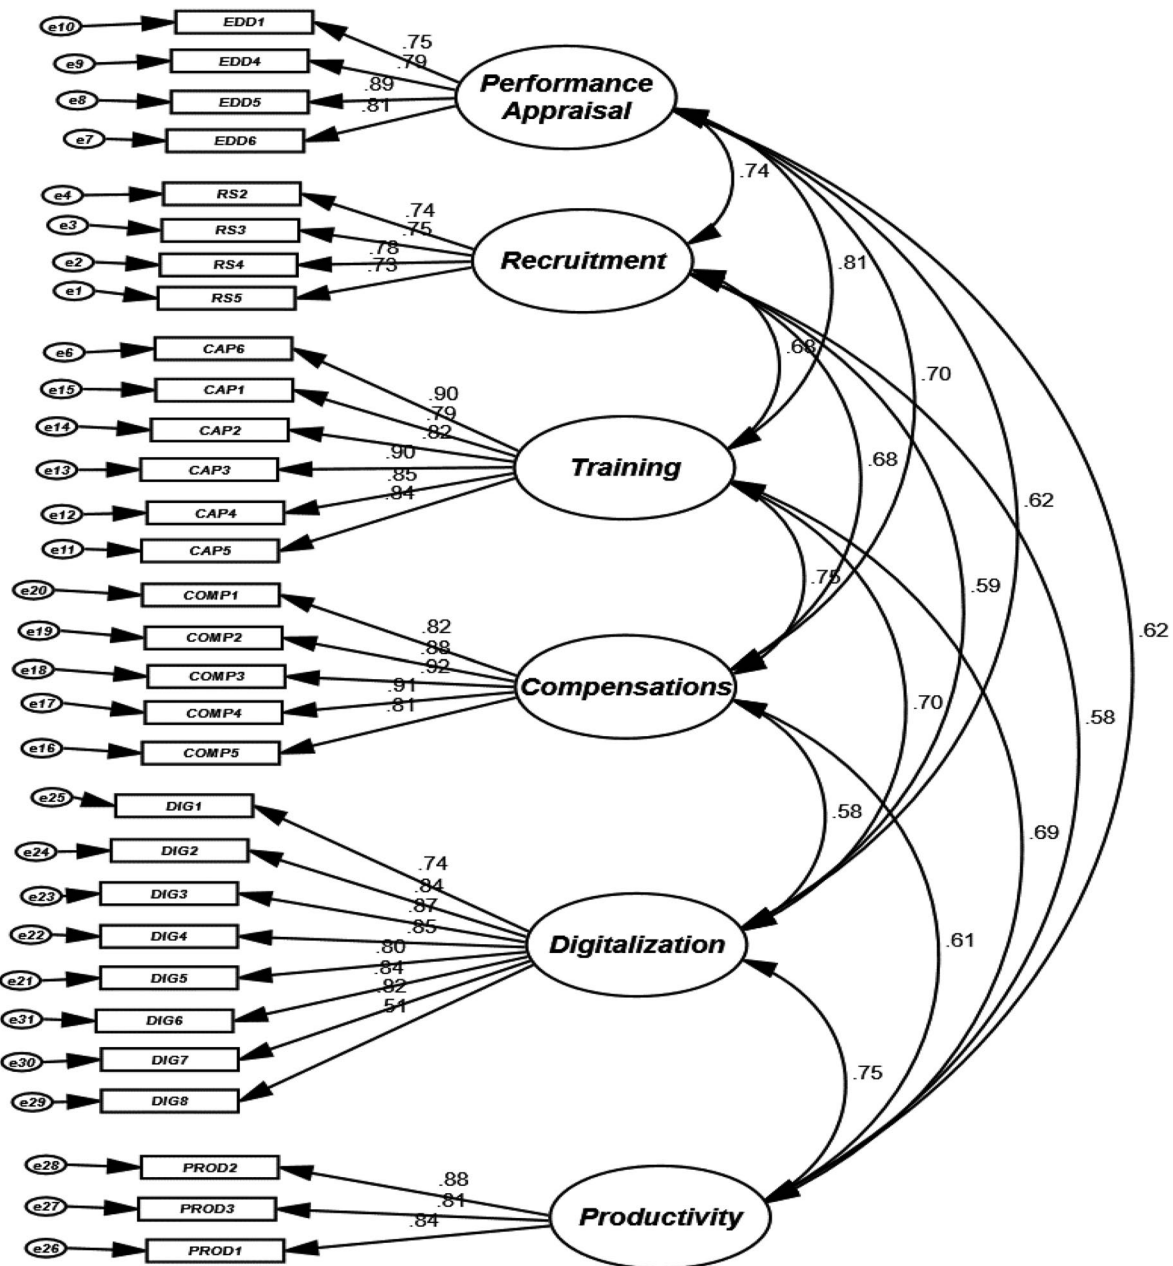 e10 EDD1
.75
e9 EDD4
.79
e8 EDD5
.89
e7 EDD6
.81
Performance
Appraisal
.74
e4 RS2
.74
e3 RS3
.75
e2 RS4
.78
e1 RS5
.73
Recruitment
.81
.68
e6 CAP6
.90
e15 CAP1
.79
e14 CAP2
.82
e13 CAP3
.90
e12 CAP4
.85
e11 CAP5
.84
Training
.70
.68
.62
.75
.59
.62
e20 COMP1
.82
e19 COMP2
.88
e18 COMP3
.92
e17 COMP4
.91
e16 COMP5
.81
Compensations
.70
.58
.58
.69
e25 DIG1
.74
e24 DIG2
.84
e23 DIG3
.87
e22 DIG4
.85
e21 DIG5
.80
e31 DIG6
.84
e30 DIG7
.82
e29 DIG8
.51
Digitalization
.61
.75
e28 PROD2
.88
e27 PROD3
.81
e26 PROD1
.84
Productivity